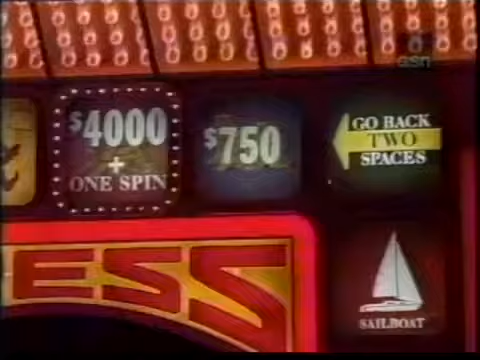 gsn
$4000
+
ONE SPIN
$750
GO BACK
TWO
SPACES
ESS
SAILBOAT